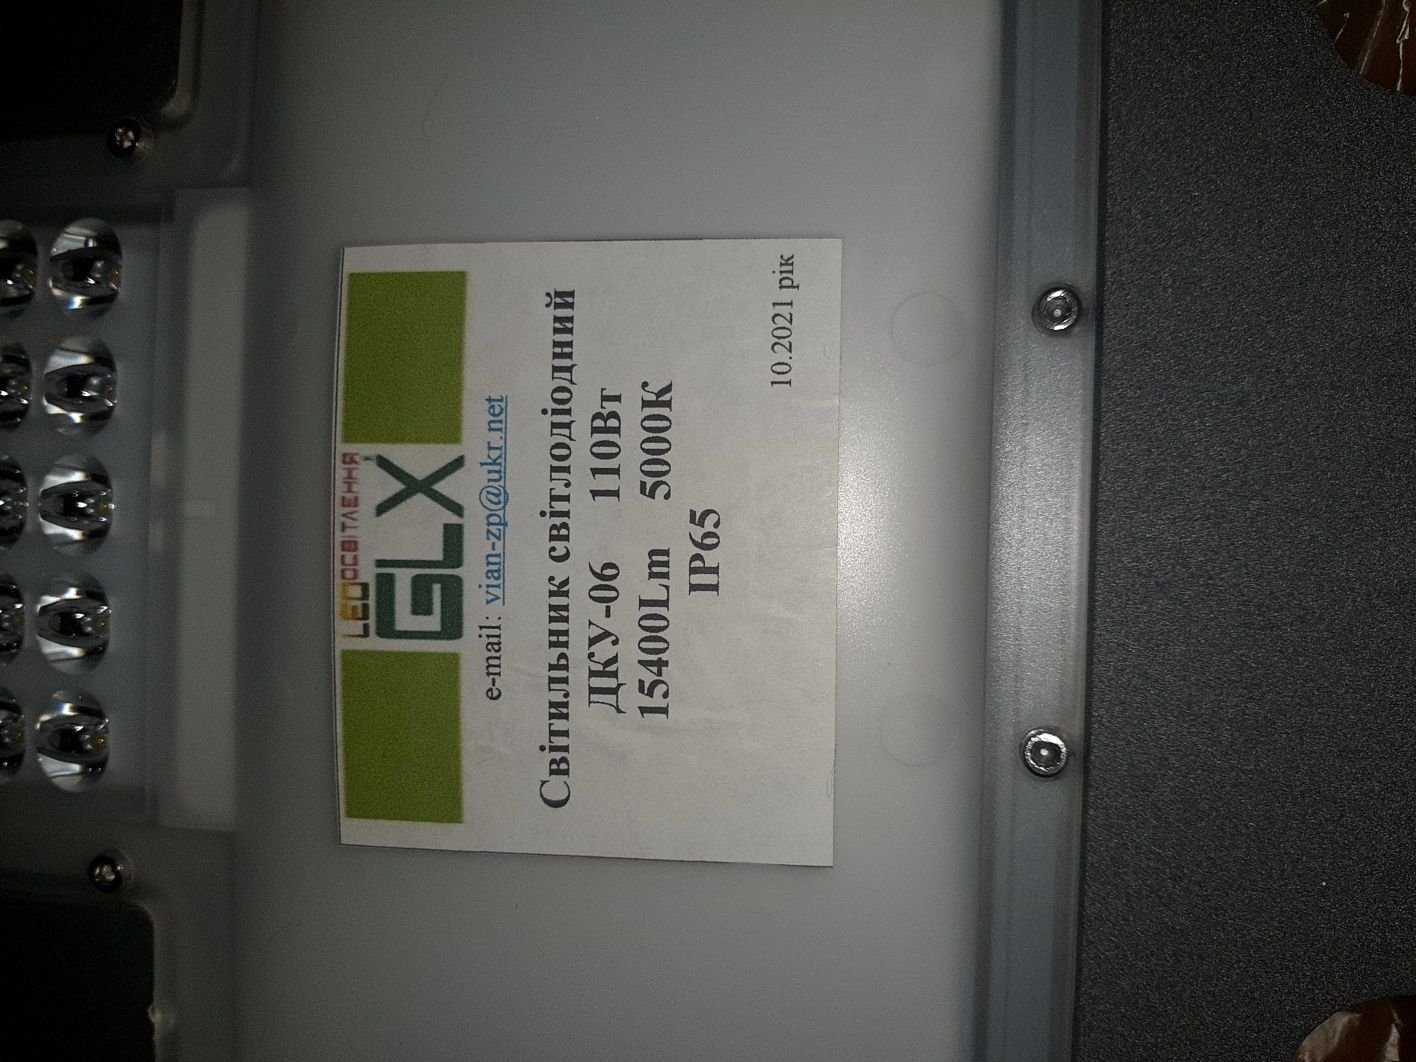 LED ОСВІТЛЕННЯ
GLX
e-mail: vian-zp@ukr.net
Світильник світлодіодний
ДКУ-06 110Вт
15400Lm 5000K
IP65
10.2021 рік